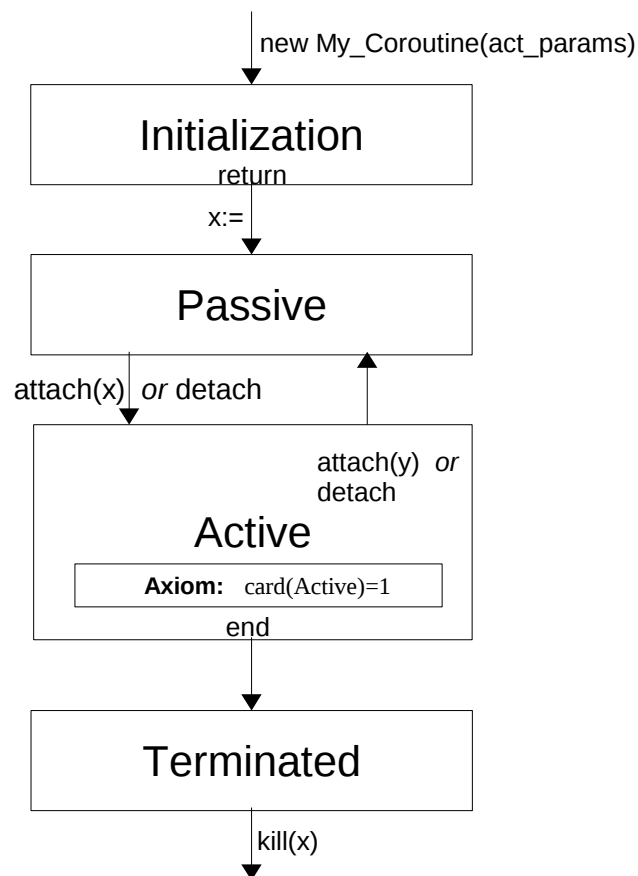 new My_Coroutine(act_params)
Initialization
return
x:=
Passive
attach(x) or detach
attach(y) or
detach
Active
Axiom: card(Active)=1
end
Terminated
kill(x)